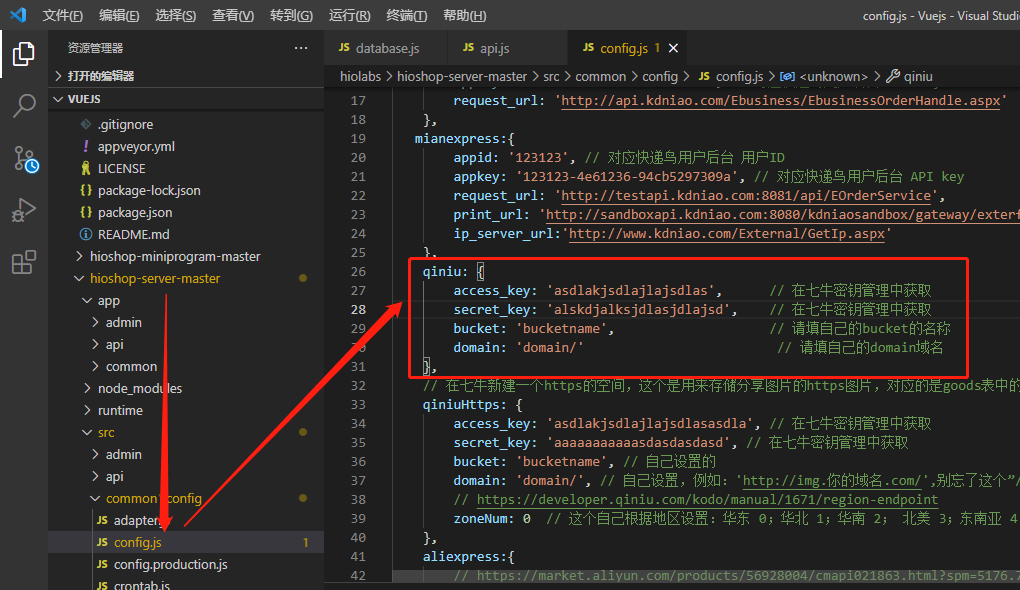 文件(F) 编辑(E) 选择(S) 查看(V) 转到(G) 运行(R) 终端(T) 帮助(H) config.js - Vuejs - Visual Studi
资源管理器 ···
打开的编辑器
VUEJS
.gitignore
appveyor.yml
LICENSE
package-lock.json
package.json
README.md
hioshop-miniprogram-master
hioshop-server-master
app
admin
api
common
node_modules
runtime
src
admin
api
common\config
JS adapter.
JS config.js 1
JS config.production.js
JS crontab.js
JS database.js JS api.js JS config.js 1
hiolabs > hioshop-server-master > src > common > config > JS config.js > <unknown> > qiniu
17 request_url: 'http://api.kdniao.com/Ebusiness/EbusinessOrderHandle.aspx'
18 },
19 mianexpress:{
20 appid: '123123', // 对应快递鸟用户后台 用户ID
21 appkey: '123123-4e61236-94cb5297309a', // 对应快递鸟用户后台 API key
22 request_url: 'http://testapi.kdniao.com:8081/api/EOrderService',
23 print_url: 'http://sandboxapi.kdniao.com:8080/kdniaosandbox/gateway/exterf
24 ip_server_url:'http://www.kdniao.com/External/GetIp.aspx'
25 },
26 qiniu: {
27 access_key: 'asdlakjsdlajlajsdlas', // 在七牛密钥管理中获取
28 secret_key: 'alskdjalksjdlasjdlajsd', // 在七牛密钥管理中获取
29 bucket: 'bucketname', // 请填自己的bucket的名称
30 domain: 'domain/' // 请填自己的domain域名
31 },
32 // 在七牛新建一个https的空间，这个是用来存储分享图片的https图片，对应的是goods表中的
33 qiniuHttps: {
34 access_key: 'asdlakjsdlajlajsdlasasdla', // 在七牛密钥管理中获取
35 secret_key: 'aaaaaaaaaaasdasdasdasd', // 在七牛密钥管理中获取
36 bucket: 'bucketname', // 自己设置的
37 domain: 'domain/', // 自己设置，例如：'http://img.你的域名.com/',别忘了这个”/
38 // https://developer.qiniu.com/kodo/manual/1671/region-endpoint
39 zoneNum: 0 // 这个自己根据地区设置：华东 0；华北 1；华南 2； 北美 3；东南亚 4
40 },
41 aliexpress:{
42 // https://market.aliyun.com/products/56928004/cmapi021863.html?spm=5176.7